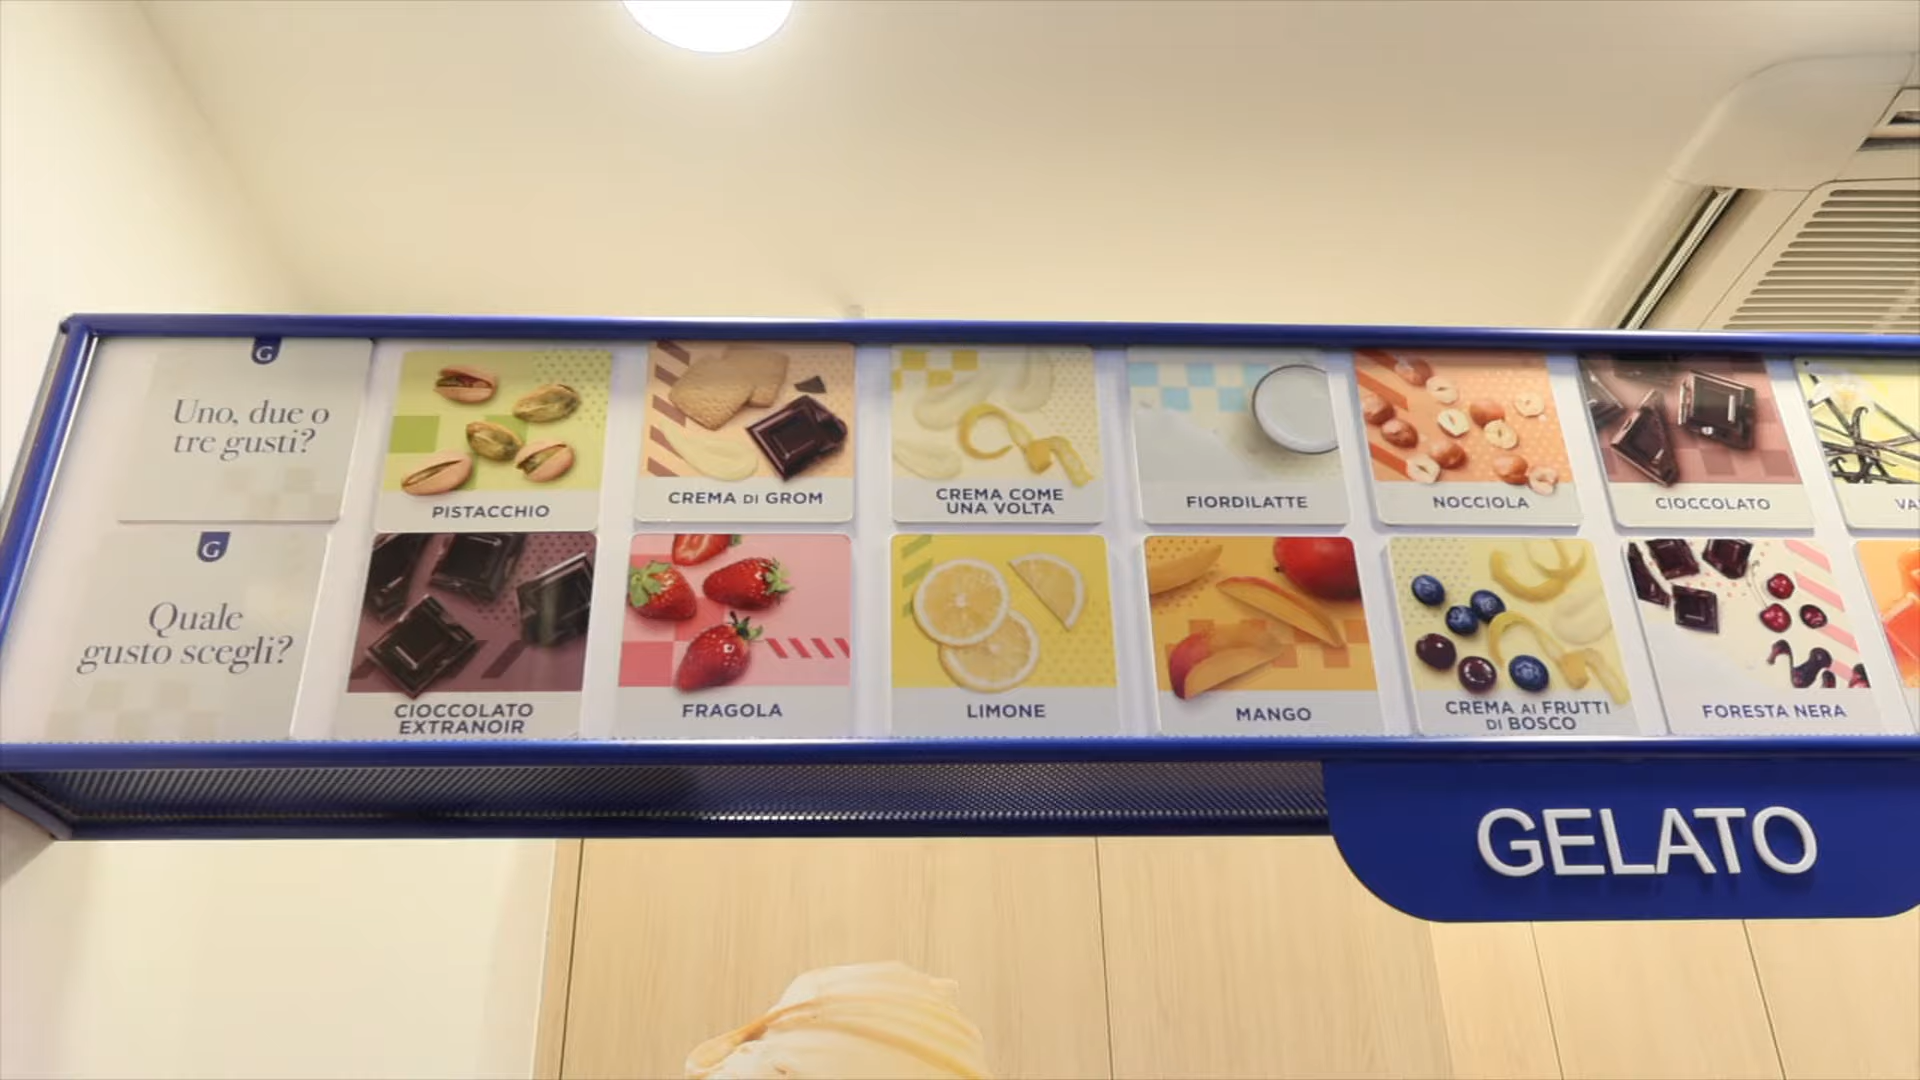 G
Uno, due o
tre gusti?
PISTACCHIO
CREMA DI GROM
CREMA COME
UNA VOLTA
FIORDILATTE
NOCCIOLA
CIOCCOLATO
G
Quale
gusto scegli?
CIOCCOLATO
EXTRANOIR
FRAGOLA
LIMONE
MANGO
CREMA AI FRUTTI
DI BOSCO
FORESTA NERA
GELATO